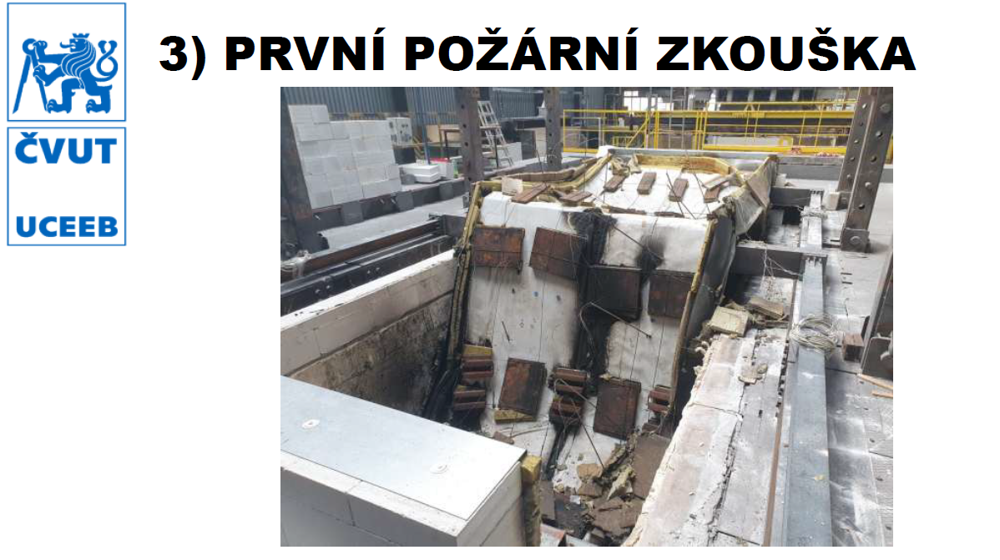 3) PRVNÍ POŽÁRNÍ ZKOUŠKA
ČVUT
UCEEB